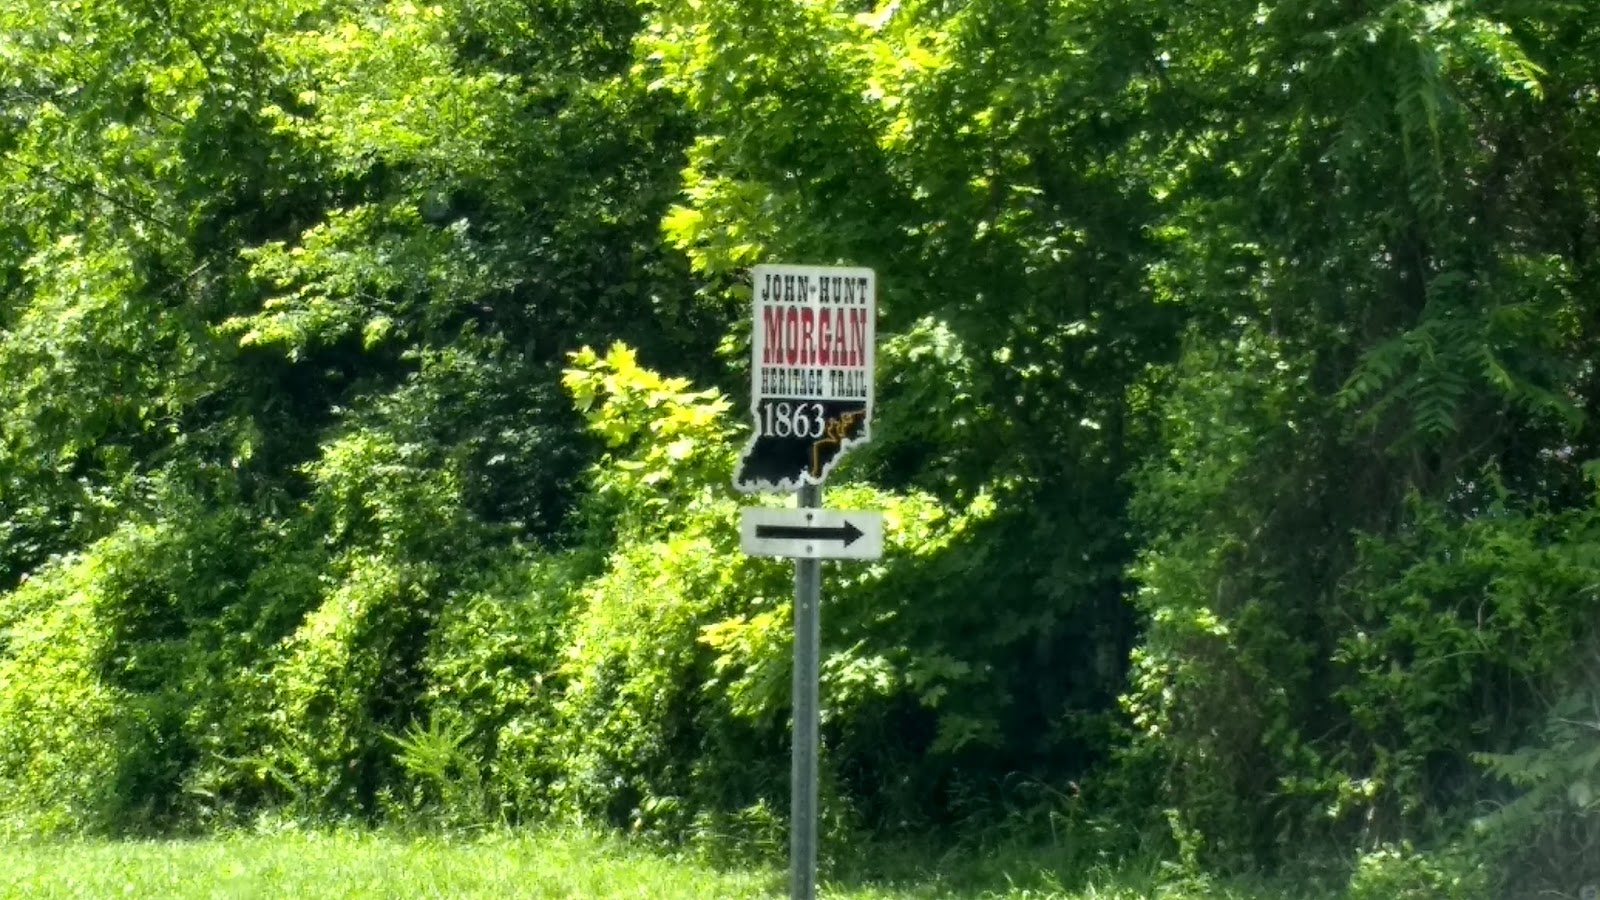 JOHN HUNT
MORGAN
HERITAGE TRAIL
1863